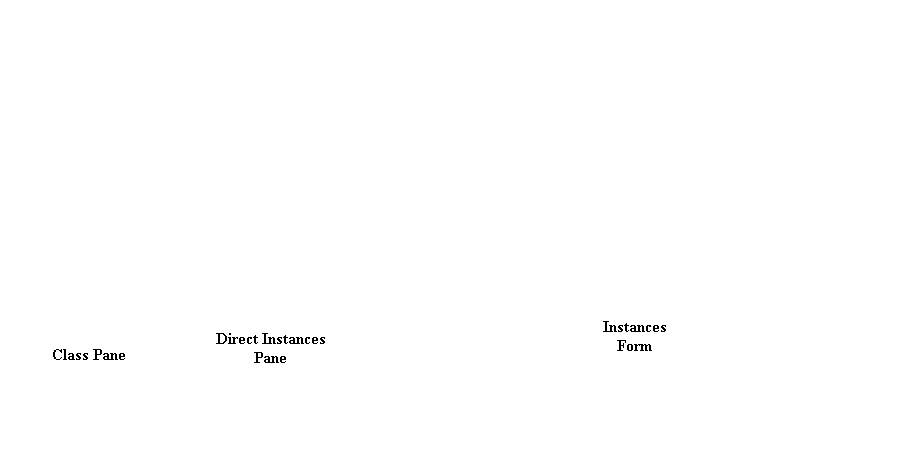 Class Pane
Direct Instances
Pane
Instances
Form